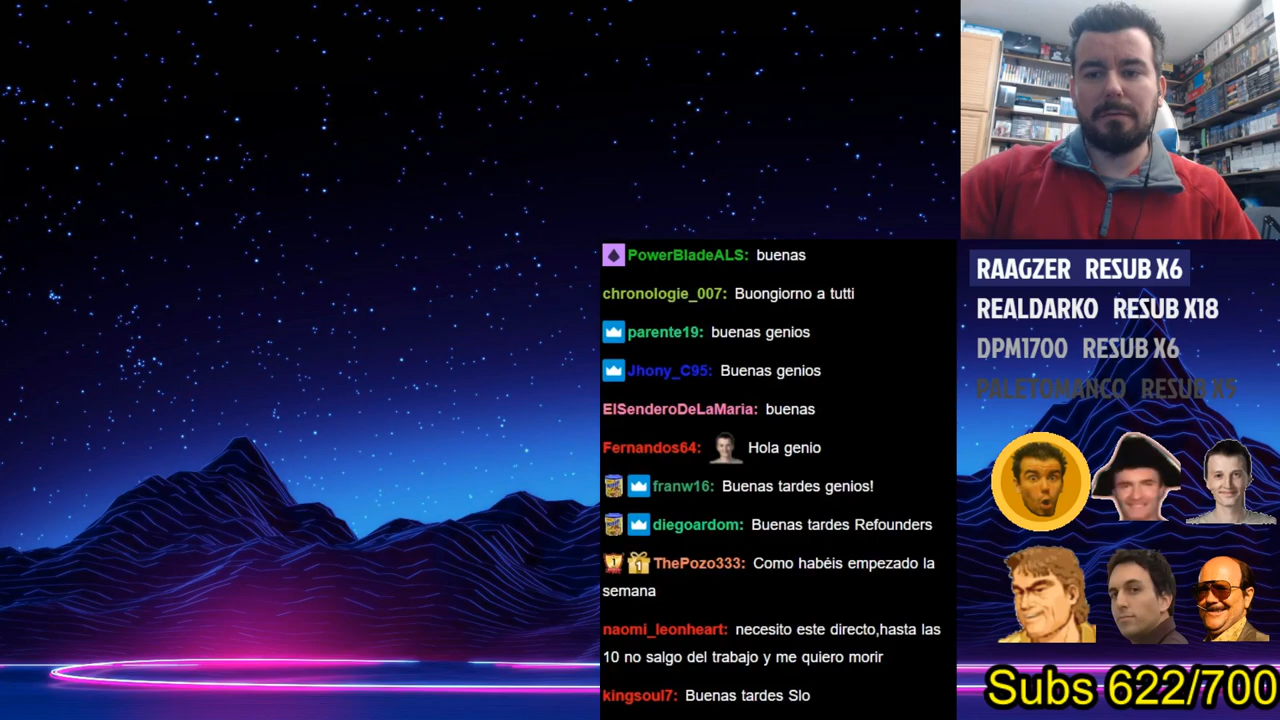 PowerBladeALS: buenas
chronologie_007: Buongiorno a tutti
parente19: buenas genios
Jhony_C95: Buenas genios
ElSenderoDeLaMaria: buenas
Fernandos64: Hola genio
franw16: Buenas tardes genios!
diegoardom: Buenas tardes Refounders
ThePozo333: Como habéis empezado la
semana
naomi_leonheart: necesito este directo,hasta las
10 no salgo del trabajo y me quiero morir
kingsoul7: Buenas tardes Slo
RAAGZER RESUB X6
REALDARKO RESUB X18
DPM1700 RESUB X6
PALETOMANCO RESUB X5
Subs 622/700